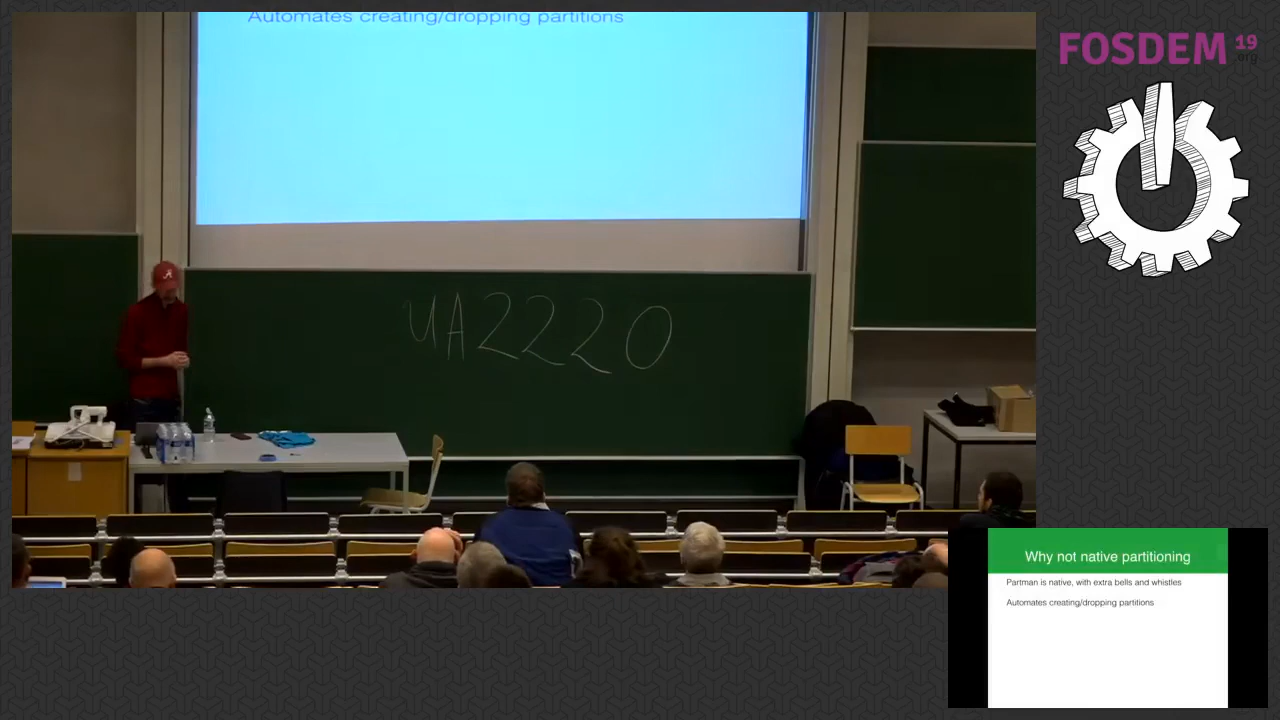 Automates creating/dropping partitions
FOSDEM 19
.org
A
UA2220
Why not native partitioning
Partman is native, with extra bells and whistles
Automates creating/dropping partitions